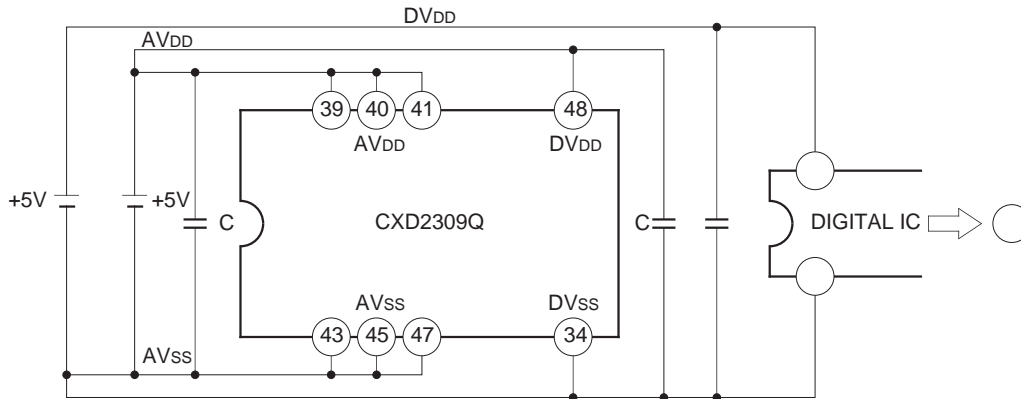 DVDD
AVDD
39 40 41 48
AVDD DVDD
+5V +5V C CXD2309Q C DIGITAL IC
AVSS DVSS
43 45 47 34
AVSS